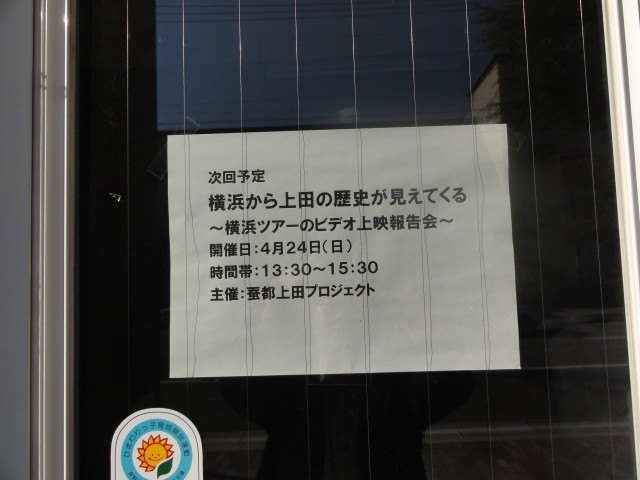 次回予定
横浜から上田の歴史が見えてくる
～横浜ツアーのビデオ上映報告会～
開催日：4月24日（日）
時間帯：13：30～15：30
主催：蚕都上田プロジェクト